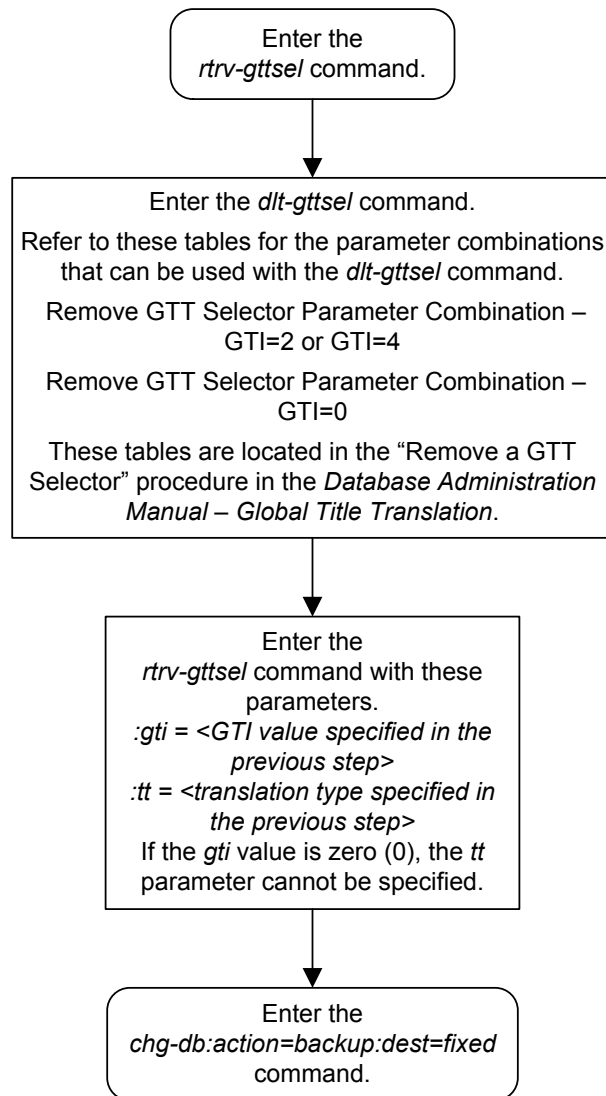 Enter the
rtrv-gttsel command.
Enter the dlt-gttsel command.
Refer to these tables for the parameter combinations
that can be used with the dlt-gttsel command.
Remove GTT Selector Parameter Combination –
GTI=2 or GTI=4
Remove GTT Selector Parameter Combination –
GTI=0
These tables are located in the “Remove a GTT
Selector” procedure in the Database Administration
Manual – Global Title Translation.
Enter the
rtrv-gttsel command with these
parameters.
:gti = <GTI value specified in the
previous step>
:tt = <translation type specified in
the previous step>
If the gti value is zero (0), the tt
parameter cannot be specified.
Enter the
chg-db:action=backup:dest=fixed
command.